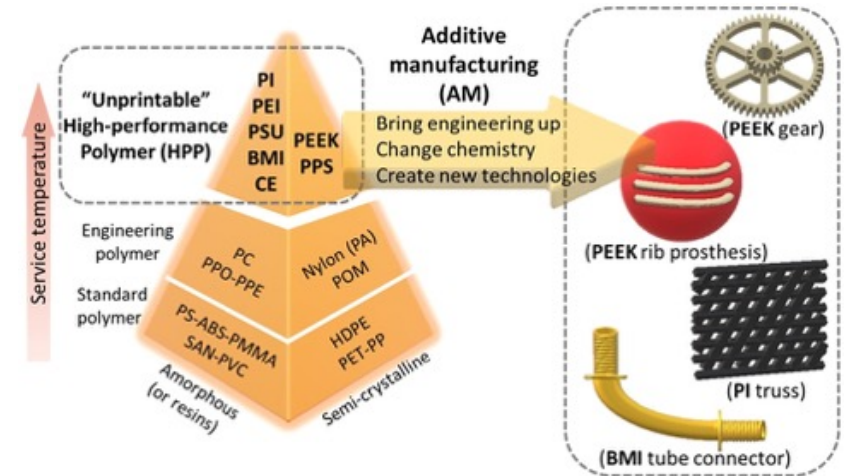 Service temperature
“Unprintable”
High-performance
Polymer (HPP)
PI
PEI
PSU
BMI
CE
PEEK
PPS
Engineering
polymer
PC
PPO-PPE
Nylon (PA)
POM
Standard
polymer
PS-ABS-PMMA
SAN-PVC
HDPE
PET-PP
Amorphous
(or resins)
Semi-crystalline
Additive
manufacturing
(AM)
Bring engineering up
Change chemistry
Create new technologies
(PEEK gear)
(PEEK rib prosthesis)
(PI truss)
(BMI tube connector)